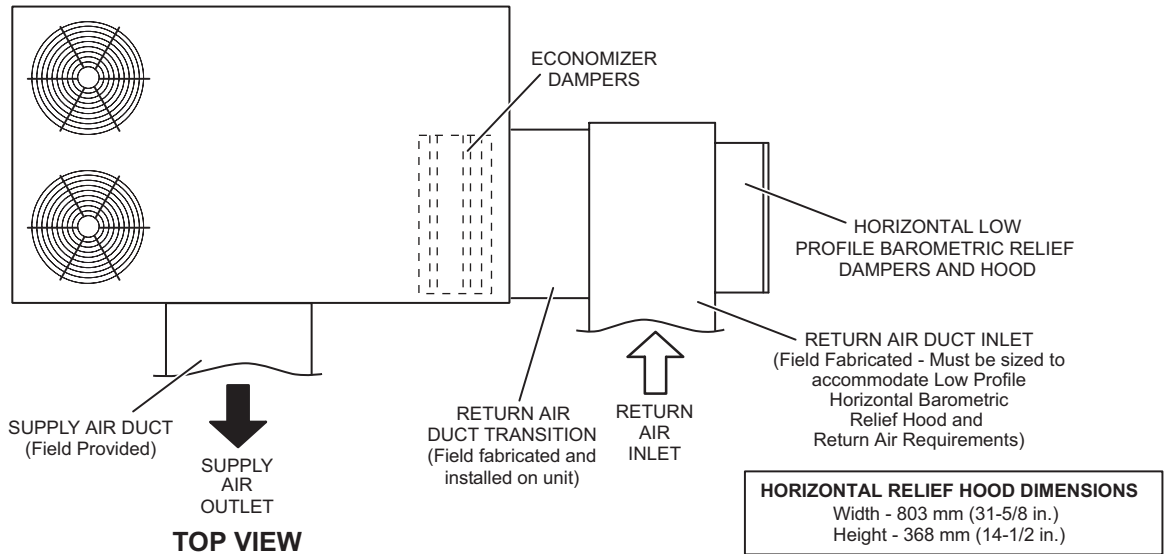 ECONOMIZER
DAMPERS
HORIZONTAL LOW
PROFILE BAROMETRIC RELIEF
DAMPERS AND HOOD
RETURN AIR DUCT INLET
(Field Fabricated - Must be sized to
accommodate Low Profile
Horizontal Barometric
Relief Hood and
Return Air Requirements)
SUPPLY AIR DUCT
(Field Provided)
SUPPLY
AIR
OUTLET
RETURN AIR
DUCT TRANSITION
(Field fabricated and
installed on unit)
RETURN
AIR
INLET
HORIZONTAL RELIEF HOOD DIMENSIONS
Width - 803 mm (31-5/8 in.)
Height - 368 mm (14-1/2 in.)
TOP VIEW